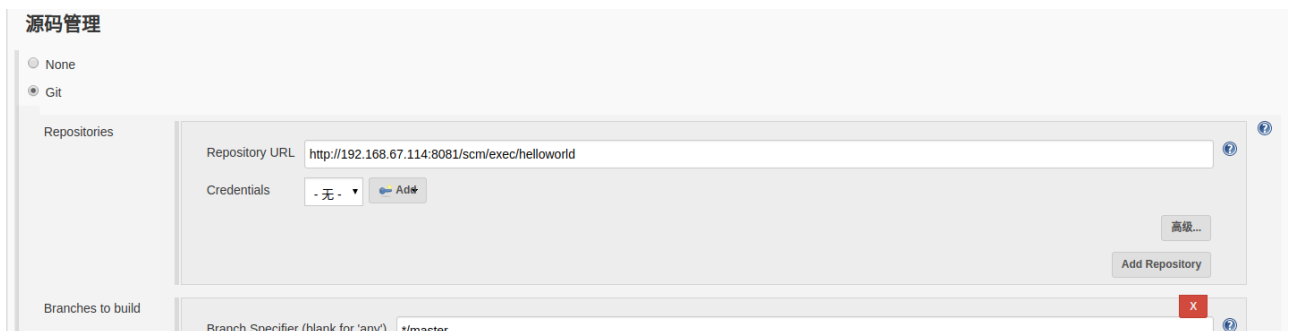 源码管理
None
Git
Repositories
Repository URL http://192.168.67.114:8081/scm/exec/helloworld
Credentials - 无 - Add
高级...
Add Repository
Branches to build X
Branch Specifier (blank for 'any') */master